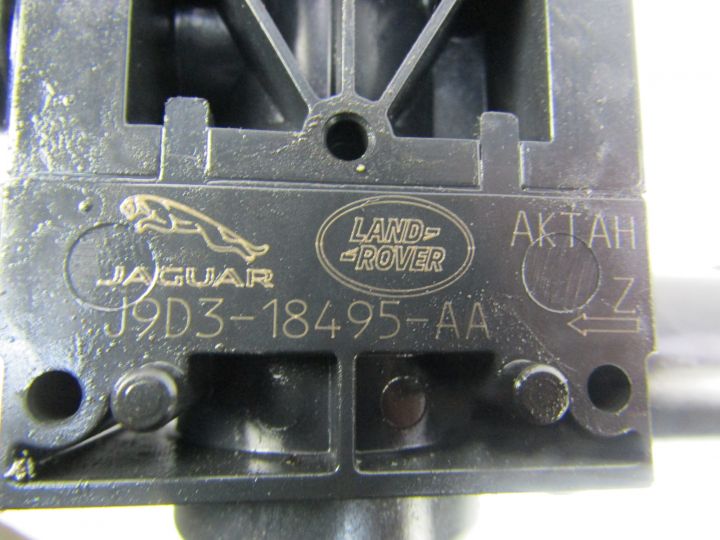 JAGUAR
LAND-
-ROVER
AKTAH
J9D3-18495-AA
Z